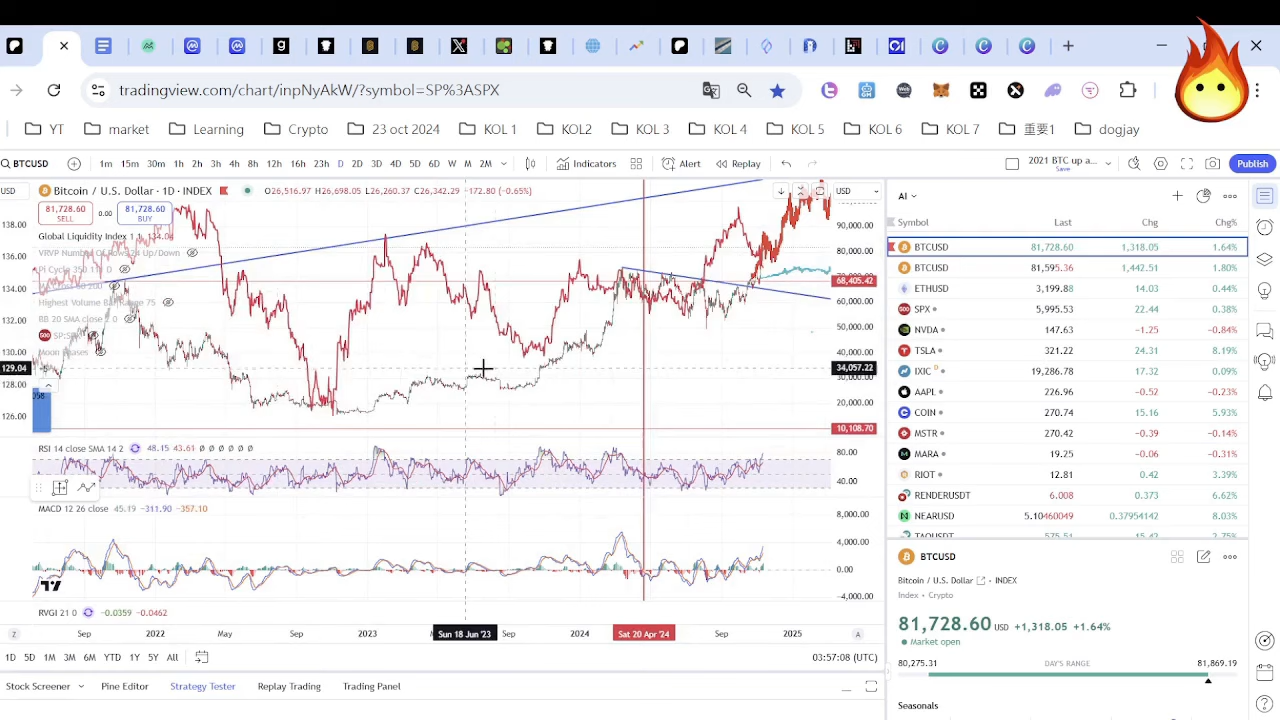 tradingview.com/chart/inpNyAkW/?symbol=SP%3ASPX
YT market Learning Crypto 23 oct 2024 KOL 1 KOL2 KOL 3 KOL 4 KOL 5 KOL 6 KOL 7 重要1 dogjay
BTCUSD 1m 15m 30m 1h 2h 3h 4h 8h 12h 16h 23h D 2D 3D 4D 5D 6D W M 2M Indicators Alert Replay 2021 BTC up a... Save Publish
USD Bitcoin / U.S. Dollar · 1D · INDEX O26,516.97 H26,698.05 L26,260.37 C26,342.29 (−0.65%) USD
81,728.60 SELL 0.00 81,728.60 BUY
Global Liquidity Index 1 1 134.04
138.00
136.00
134.00
132.00
130.00
129.04
128.00
126.00
90,000.00
80,000.00
70,000.00
68,405.42
60,000.00
50,000.00
40,000.00
34,057.22
30,000.00
20,000.00
10,108.70
RSI 14 close SMA 14 2 48.15 43.61 Ø Ø Ø Ø Ø Ø
80.00
40.00
MACD 12 26 close 45.19 −311.90 −357.10
8,000.00
4,000.00
0.00
−4,000.00
RVGI 21 0 −0.0359 −0.0462
Z Sep 2022 May Sep 2023 Sun 18 Jun '23 Sep 2024 Sat 20 Apr '24 Sep 2025 A
1D 5D 1M 3M 6M YTD 1Y 5Y All 03:57:08 (UTC)
Stock Screener Pine Editor Strategy Tester Replay Trading Trading Panel
AI
Symbol Last Chg Chg%
BTCUSD 81,728.60 1,318.05 1.64%
BTCUSD 81,595.36 1,442.51 1.80%
ETHUSD 3,199.88 14.03 0.44%
SPX 5,995.53 22.44 0.38%
NVDA 147.63 −1.25 −0.84%
TSLA 321.22 24.31 8.19%
IXIC D 19,286.78 17.32 0.09%
AAPL 226.96 −0.52 −0.23%
COIN 270.74 15.16 5.93%
MSTR 270.42 −0.39 −0.14%
MARA 19.25 −0.06 −0.31%
RIOT 12.81 0.42 3.39%
RENDERUSDT 6.008 0.373 6.62%
NEARUSD 5.10460049 0.37954142 8.03%
BTCUSD
Bitcoin / U.S. Dollar · INDEX
Index · Crypto
81,728.60 USD +1,318.05 +1.64%
Market open
80,275.31 DAY'S RANGE 81,869.19
Seasonals